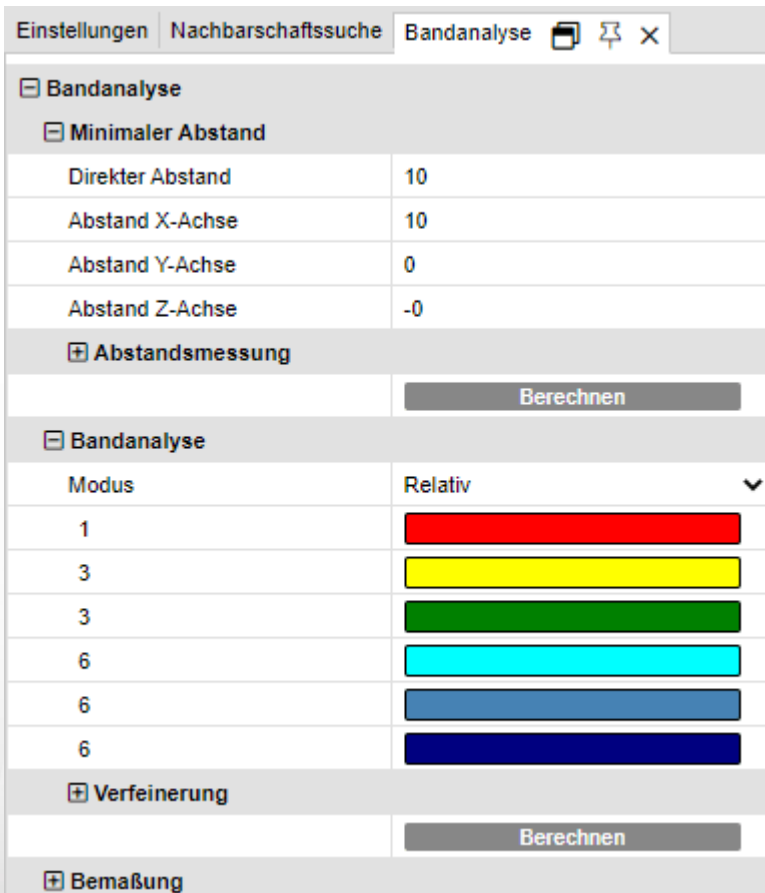 Einstellungen Nachbarschaftssuche Bandanalyse
Bandanalyse
Minimaler Abstand
Direkter Abstand 10
Abstand X-Achse 10
Abstand Y-Achse 0
Abstand Z-Achse -0
Abstandsmessung
Berechnen
Bandanalyse
Modus Relativ
1
3
3
6
6
6
Verfeinerung
Berechnen
Bemaßung